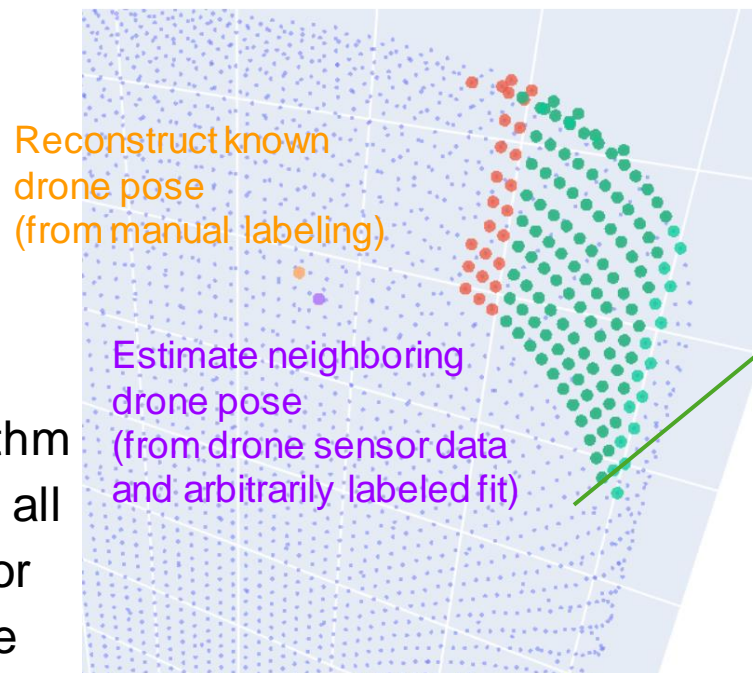 Reconstruct known
drone pose
(from manual labeling)
Estimate neighboring
drone pose
(from drone sensor data
and arbitrarily labeled fit)
all